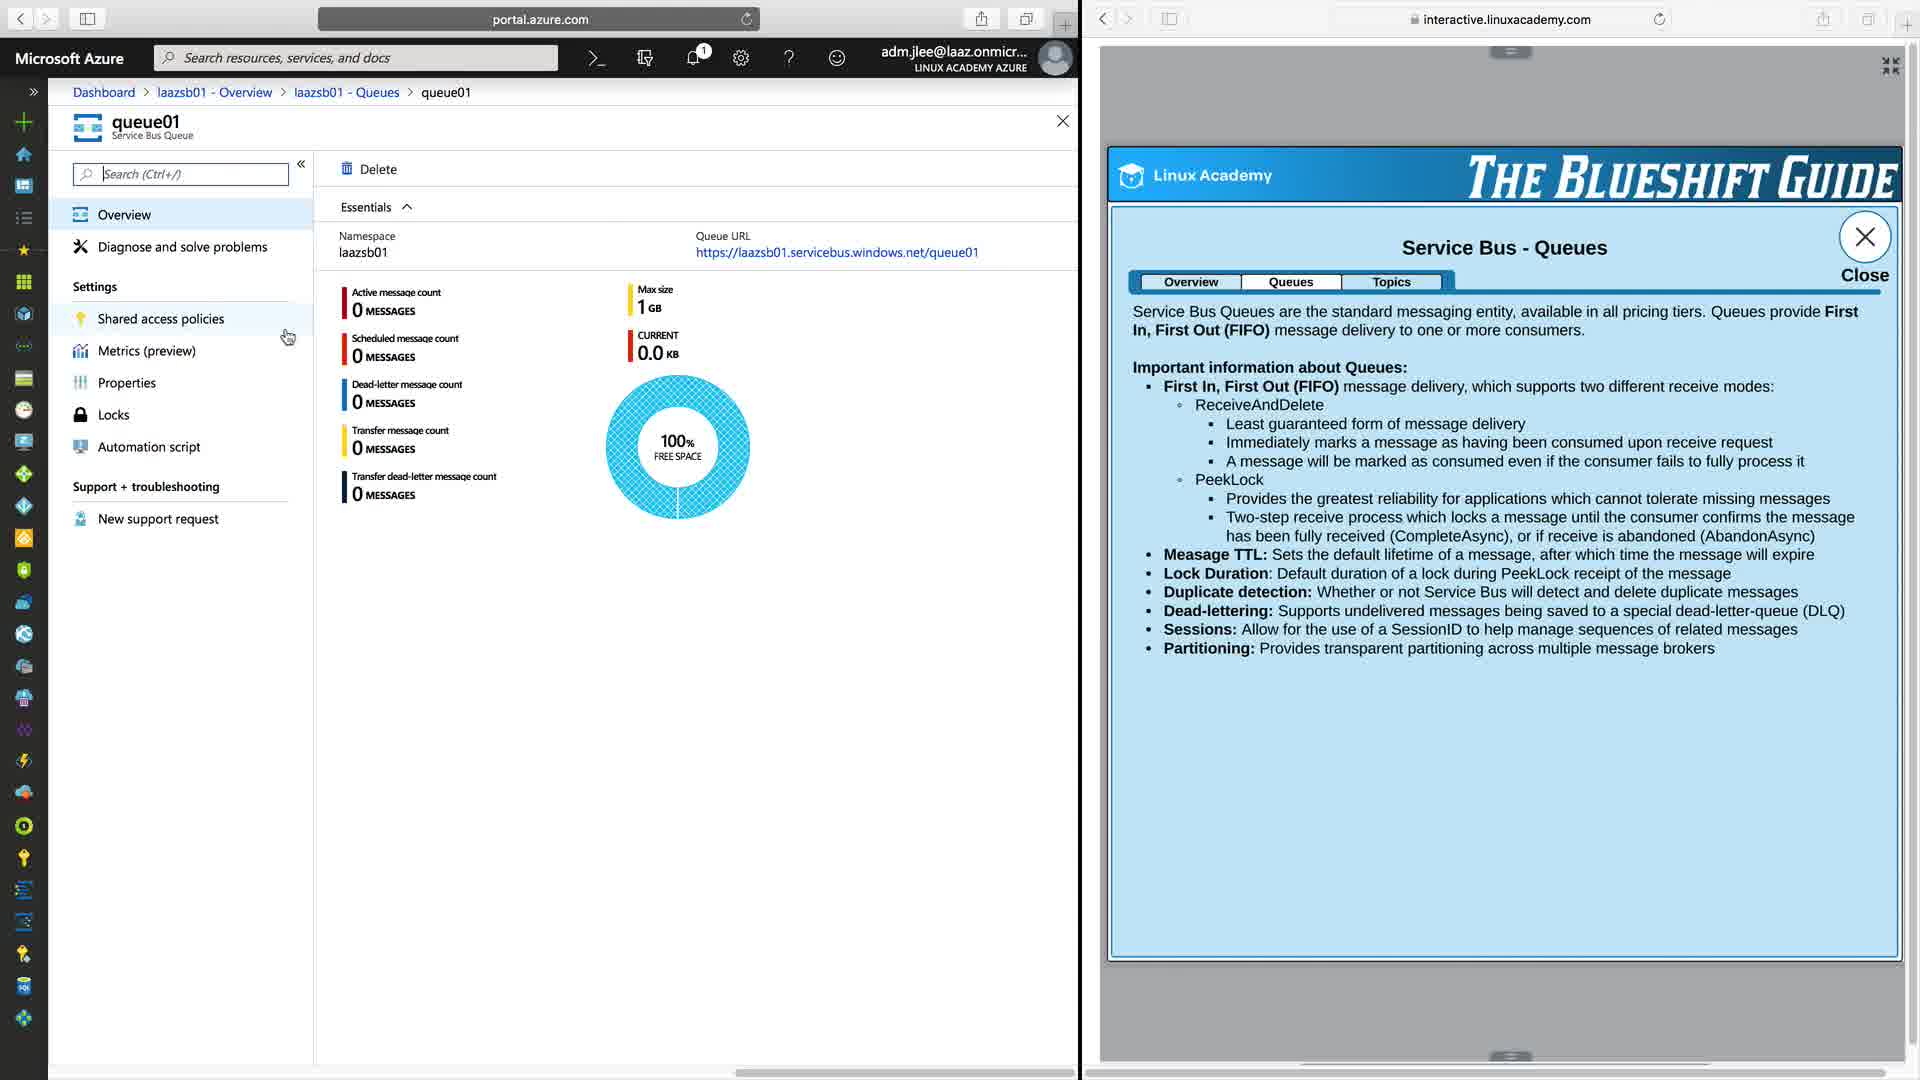 portal.azure.com
Microsoft Azure
Search resources, services, and docs
1
adm.jlee@laaz.onmicr...
LINUX ACADEMY AZURE
Dashboard > laazsb01 - Overview > laazsb01 - Queues > queue01
queue01
Service Bus Queue
Search (Ctrl+/)
Overview
Diagnose and solve problems
Settings
Shared access policies
Metrics (preview)
Properties
Locks
Automation script
Support + troubleshooting
New support request
Delete
Essentials
Namespace
laazsb01
Queue URL
https://laazsb01.servicebus.windows.net/queue01
Active message count
0 MESSAGES
Scheduled message count
0 MESSAGES
Dead-letter message count
0 MESSAGES
Transfer message count
0 MESSAGES
Transfer dead-letter message count
0 MESSAGES
Max size
1 GB
CURRENT
0.0 KB
100%
FREE SPACE
interactive.linuxacademy.com
Linux Academy
THE BLUESHIFT GUIDE
Service Bus - Queues
Close
Overview
Queues
Topics
Service Bus Queues are the standard messaging entity, available in all pricing tiers. Queues provide First
In, First Out (FIFO) message delivery to one or more consumers.
Important information about Queues:
• First In, First Out (FIFO) message delivery, which supports two different receive modes:
◦ ReceiveAndDelete
▪ Least guaranteed form of message delivery
▪ Immediately marks a message as having been consumed upon receive request
▪ A message will be marked as consumed even if the consumer fails to fully process it
◦ PeekLock
▪ Provides the greatest reliability for applications which cannot tolerate missing messages
▪ Two-step receive process which locks a message until the consumer confirms the message
has been fully received (CompleteAsync), or if receive is abandoned (AbandonAsync)
• Measage TTL: Sets the default lifetime of a message, after which time the message will expire
• Lock Duration: Default duration of a lock during PeekLock receipt of the message
• Duplicate detection: Whether or not Service Bus will detect and delete duplicate messages
• Dead-lettering: Supports undelivered messages being saved to a special dead-letter-queue (DLQ)
• Sessions: Allow for the use of a SessionID to help manage sequences of related messages
• Partitioning: Provides transparent partitioning across multiple message brokers